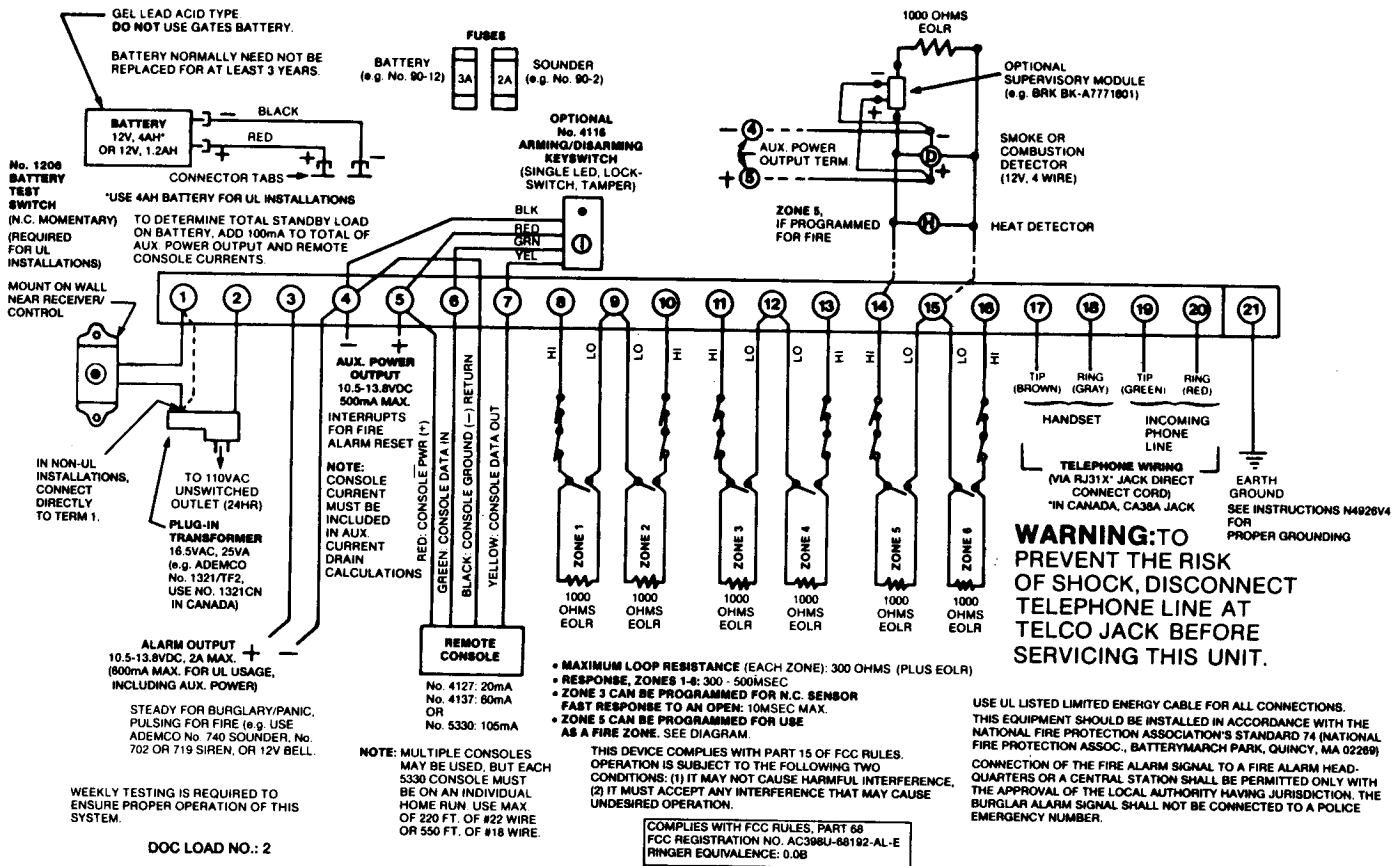 GEL LEAD ACID TYPE.
DO NOT USE GATES BATTERY.
BATTERY NORMALLY NEED NOT BE
REPLACED FOR AT LEAST 3 YEARS.
BATTERY
12V, 4AH*
OR 12V, 1.2AH
−
BLACK
RED
+
+
−
CONNECTOR TABS
*USE 4AH BATTERY FOR UL INSTALLATIONS
TO DETERMINE TOTAL STANDBY LOAD
ON BATTERY, ADD 100mA TO TOTAL OF
AUX. POWER OUTPUT AND REMOTE
CONSOLE CURRENTS.
No. 1206
BATTERY
TEST
SWITCH
(N.C. MOMENTARY)
(REQUIRED
FOR UL
INSTALLATIONS)
MOUNT ON WALL
NEAR RECEIVER/
CONTROL
FUSES
BATTERY
(e.g. No. 90-12)
3A
2A
SOUNDER
(e.g. No. 90-2)
OPTIONAL
No. 4116
ARMING/DISARMING
KEYSWITCH
(SINGLE LED, LOCK-
SWITCH, TAMPER)
BLK
RED
GRN
YEL
1000 OHMS
EOLR
−
+
OPTIONAL
SUPERVISORY MODULE
(e.g. BRK BK-A7771601)
− 4
AUX. POWER
OUTPUT TERM.
+ 5
−
D
+
SMOKE OR
COMBUSTION
DETECTOR
(12V, 4 WIRE)
ZONE 5,
IF PROGRAMMED
FOR FIRE
H
HEAT DETECTOR
1 2 3 4 5 6 7 8 9 10 11 12 13 14 15 16 17 18 19 20 21
− +
AUX. POWER
OUTPUT
10.5-13.8VDC
500mA MAX.
INTERRUPTS
FOR FIRE
ALARM RESET
NOTE:
CONSOLE
CURRENT
MUST BE
INCLUDED
IN AUX.
CURRENT
DRAIN
CALCULATIONS
RED: CONSOLE PWR (+)
GREEN: CONSOLE DATA IN
BLACK: CONSOLE GROUND (−) RETURN
YELLOW: CONSOLE DATA OUT
HI LO HI HI LO HI HI LO LO HI
ZONE 1
ZONE 2
ZONE 3
ZONE 4
ZONE 5
ZONE 6
1000
OHMS
EOLR
1000
OHMS
EOLR
1000
OHMS
EOLR
1000
OHMS
EOLR
1000
OHMS
EOLR
1000
OHMS
EOLR
TIP
(BROWN)
RING
(GRAY)
TIP
(GREEN)
RING
(RED)
HANDSET
INCOMING
PHONE
LINE
TELEPHONE WIRING
(VIA RJ31X* JACK DIRECT
CONNECT CORD)
*IN CANADA, CA38A JACK
EARTH
GROUND
SEE INSTRUCTIONS N4926V4
FOR
PROPER GROUNDING
IN NON-UL
INSTALLATIONS,
CONNECT
DIRECTLY
TO TERM 1.
TO 110VAC
UNSWITCHED
OUTLET (24HR)
PLUG-IN
TRANSFORMER
16.5VAC, 25VA
(e.g. ADEMCO
No. 1321/TF2,
USE NO. 1321CN
IN CANADA)
ALARM OUTPUT + −
10.5-13.8VDC, 2A MAX.
(600mA MAX. FOR UL USAGE,
INCLUDING AUX. POWER)
STEADY FOR BURGLARY/PANIC,
PULSING FOR FIRE (e.g. USE
ADEMCO No. 740 SOUNDER, No.
702 OR 719 SIREN, OR 12V BELL.
WEEKLY TESTING IS REQUIRED TO
ENSURE PROPER OPERATION OF THIS
SYSTEM.
DOC LOAD NO.: 2
REMOTE
CONSOLE
No. 4127: 20mA
No. 4137: 60mA
OR
No. 5330: 105mA
NOTE: MULTIPLE CONSOLES
MAY BE USED, BUT EACH
5330 CONSOLE MUST
BE ON AN INDIVIDUAL
HOME RUN. USE MAX.
OF 220 FT. OF #22 WIRE
OR 550 FT. OF #18 WIRE.
• MAXIMUM LOOP RESISTANCE (EACH ZONE): 300 OHMS (PLUS EOLR)
• RESPONSE, ZONES 1-6: 300 - 500MSEC
• ZONE 3 CAN BE PROGRAMMED FOR N.C. SENSOR
FAST RESPONSE TO AN OPEN: 10MSEC MAX.
• ZONE 5 CAN BE PROGRAMMED FOR USE
AS A FIRE ZONE. SEE DIAGRAM.
THIS DEVICE COMPLIES WITH PART 15 OF FCC RULES.
OPERATION IS SUBJECT TO THE FOLLOWING TWO
CONDITIONS: (1) IT MAY NOT CAUSE HARMFUL INTERFERENCE,
(2) IT MUST ACCEPT ANY INTERFERENCE THAT MAY CAUSE
UNDESIRED OPERATION.
COMPLIES WITH FCC RULES, PART 68
FCC REGISTRATION NO. AC398U-68192-AL-E
RINGER EQUIVALENCE: 0.0B
WARNING:TO
PREVENT THE RISK
OF SHOCK, DISCONNECT
TELEPHONE LINE AT
TELCO JACK BEFORE
SERVICING THIS UNIT.
USE UL LISTED LIMITED ENERGY CABLE FOR ALL CONNECTIONS.
THIS EQUIPMENT SHOULD BE INSTALLED IN ACCORDANCE WITH THE
NATIONAL FIRE PROTECTION ASSOCIATION'S STANDARD 74 (NATIONAL
FIRE PROTECTION ASSOC., BATTERYMARCH PARK, QUINCY, MA 02269)
CONNECTION OF THE FIRE ALARM SIGNAL TO A FIRE ALARM HEAD-
QUARTERS OR A CENTRAL STATION SHALL BE PERMITTED ONLY WITH
THE APPROVAL OF THE LOCAL AUTHORITY HAVING JURISDICTION. THE
BURGLAR ALARM SIGNAL SHALL NOT BE CONNECTED TO A POLICE
EMERGENCY NUMBER.